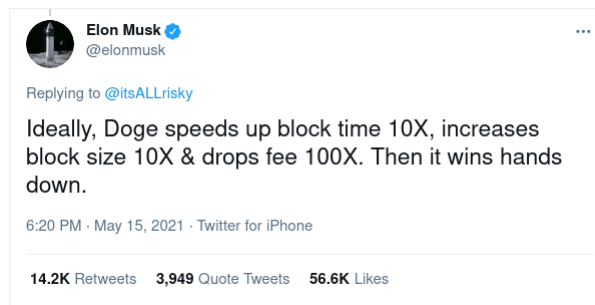 Elon Musk
@elonmusk
Replying to @itsALLrisky
Ideally, Doge speeds up block time 10X, increases
block size 10X & drops fee 100X. Then it wins hands
down.
6:20 PM · May 15, 2021 · Twitter for iPhone
14.2K Retweets 3,949 Quote Tweets 56.6K Likes